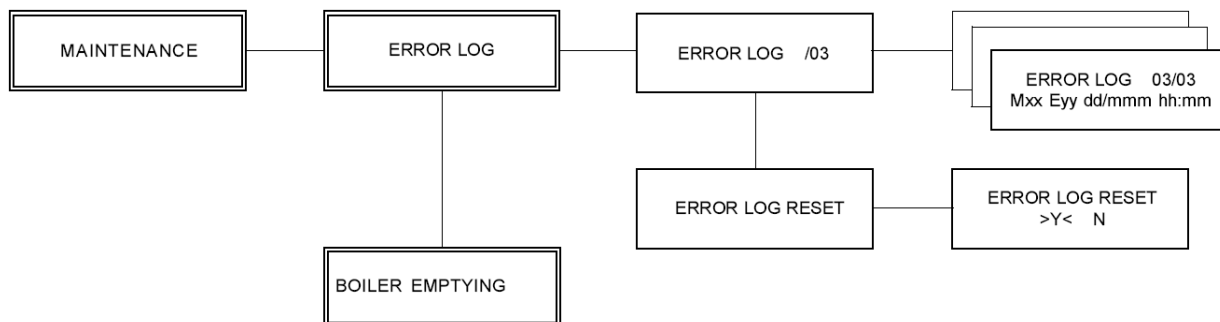 MAINTENANCE
ERROR LOG
ERROR LOG /03
ERROR LOG 03/03
Mxx Eyy dd/mmm hh:mm
ERROR LOG RESET
ERROR LOG RESET
>Y< N
BOILER EMPTYING